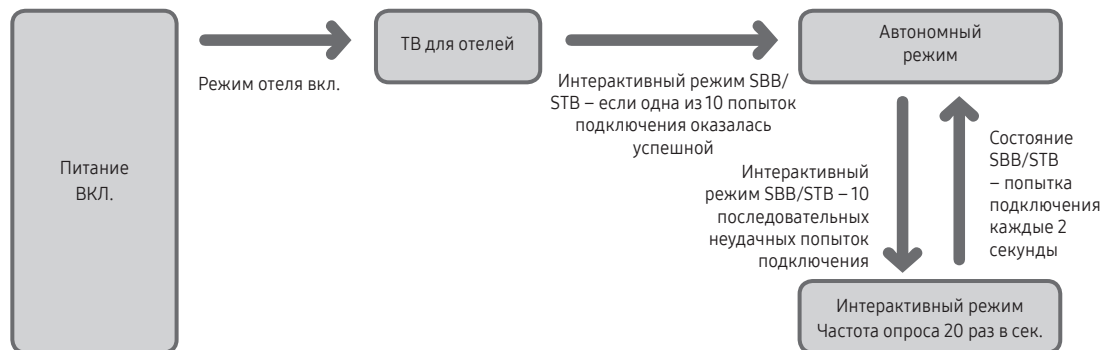 Питание
ВКЛ.
Режим отеля вкл.
ТВ для отелей
Интерактивный режим SBB/
STB – если одна из 10 попыток
подключения оказалась
успешной
Автономный
режим
Интерактивный
режим SBB/STB – 10
последовательных
неудачных попыток
подключения
Состояние
SBB/STB
– попытка
подключения
каждые 2
секунды
Интерактивный режим
Частота опроса 20 раз в сек.